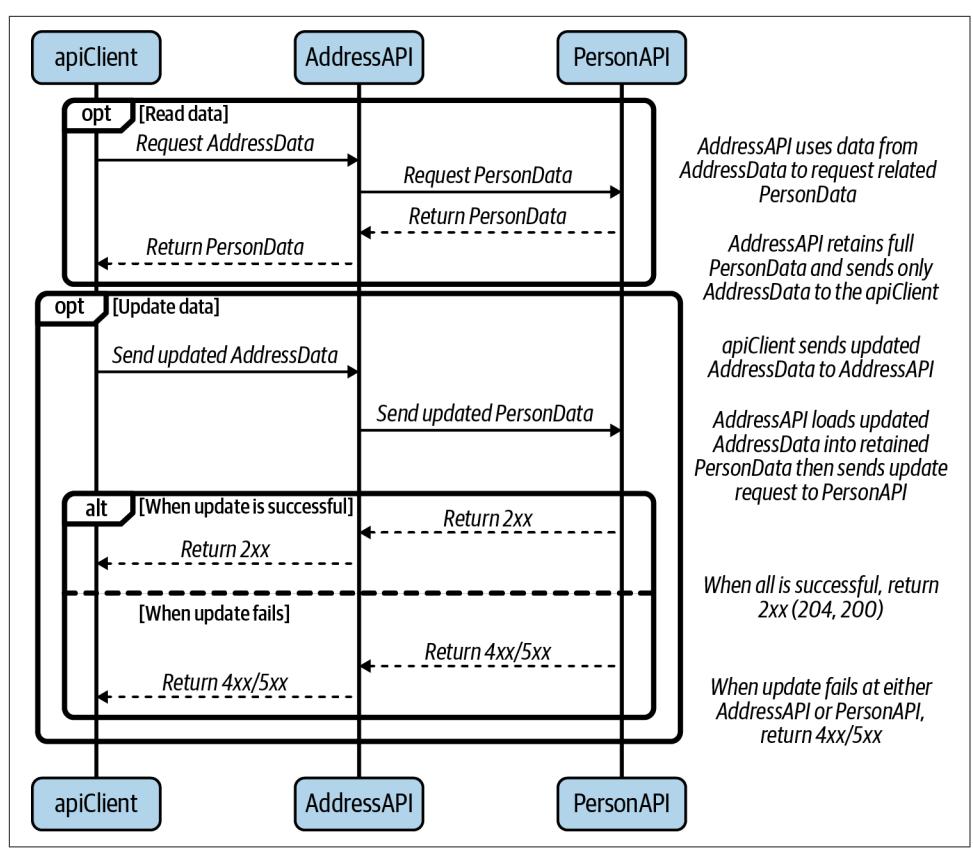 apiClient
AddressAPI
PersonAPI
opt
[Read data]
Request AddressData
AddressAPI uses data from
AddressData to request related
PersonData
Request PersonData
Return PersonData
Return PersonData
AddressAPI retains full
PersonData and sends only
AddressData to the apiClient
opt
[Update data]
Send updated AddressData
apiClient sends updated
AddressData to AddressAPI
Send updated PersonData
AddressAPI loads updated
AddressData into retained
PersonData then sends update
request to PersonAPI
alt
[When update is successful]
Return 2xx
Return 2xx
When all is successful, return
2xx (204, 200)
[When update fails]
Return 4xx/5xx
Return 4xx/5xx
When update fails at either
AddressAPI or PersonAPI,
return 4xx/5xx
apiClient
AddressAPI
PersonAPI